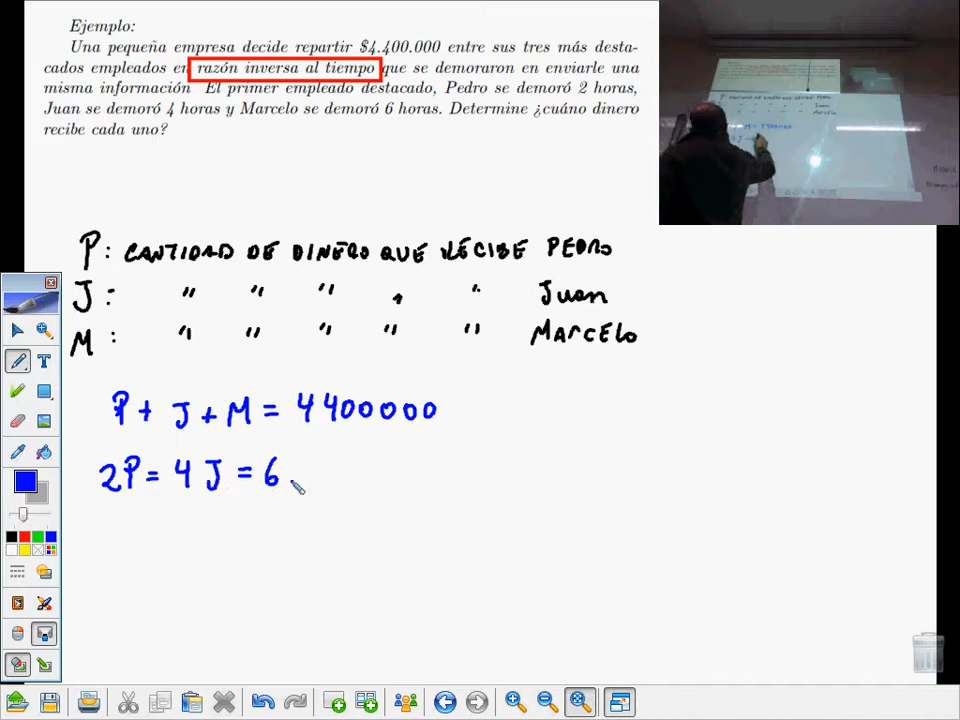 Ejemplo:
Una pequeña empresa decide repartir $4.400.000 entre sus tres más desta-
cados empleados en razón inversa al tiempo que se demoraron en enviarle una
misma información El primer empleado destacado, Pedro se demoró 2 horas,
Juan se demoró 4 horas y Marcelo se demoró 6 horas. Determine ¿cuáno dinero
recibe cada uno?
P: CANTIDAD DE DINERO QUE RECIBE PEDRO
J: " " " " " Juan
M: " " " " " MARCELO
P + J + M = 4400000
2P = 4J = 6